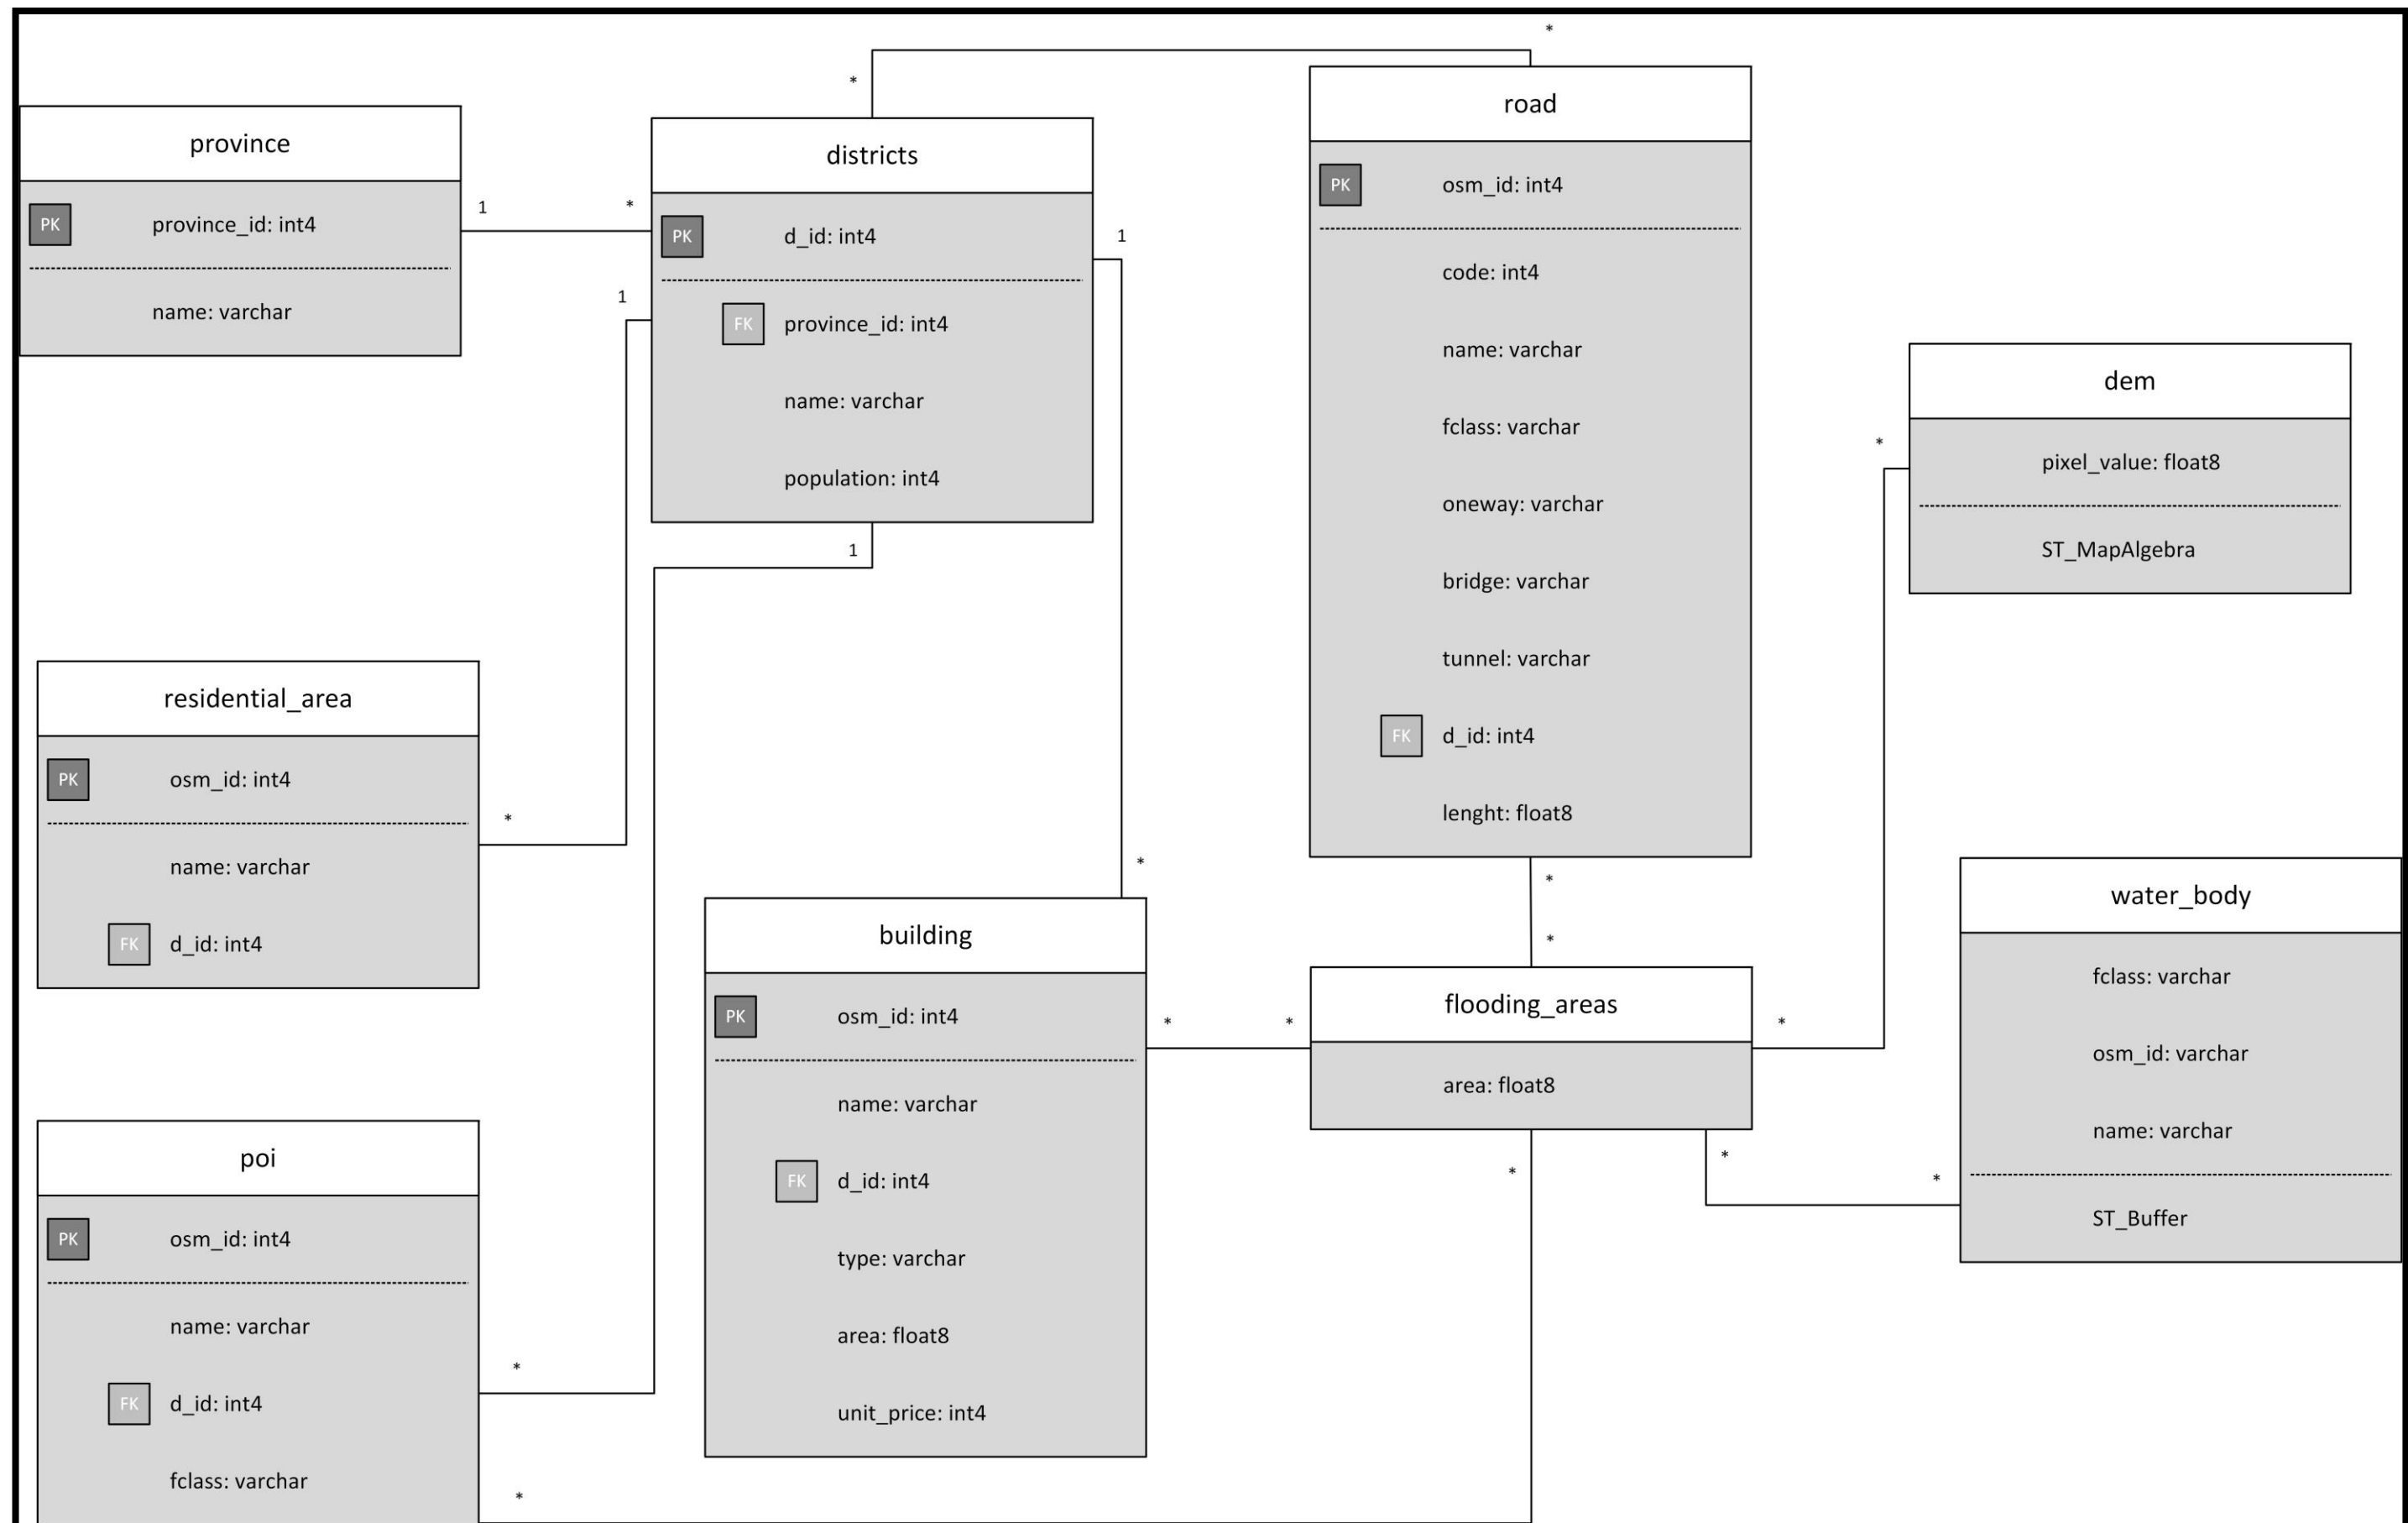 *
*
province
PK province_id: int4
name: varchar
1
*
districts
PK d_id: int4
FK province_id: int4
name: varchar
population: int4
1
1
1
road
PK osm_id: int4
code: int4
name: varchar
fclass: varchar
oneway: varchar
bridge: varchar
tunnel: varchar
FK d_id: int4
lenght: float8
*
*
dem
pixel_value: float8
ST_MapAlgebra
*
residential_area
PK osm_id: int4
name: varchar
FK d_id: int4
*
*
building
PK osm_id: int4
name: varchar
FK d_id: int4
type: varchar
area: float8
unit_price: int4
*
*
flooding_areas
area: float8
*
*
*
*
water_body
fclass: varchar
osm_id: varchar
name: varchar
ST_Buffer
poi
PK osm_id: int4
name: varchar
FK d_id: int4
fclass: varchar
*
*